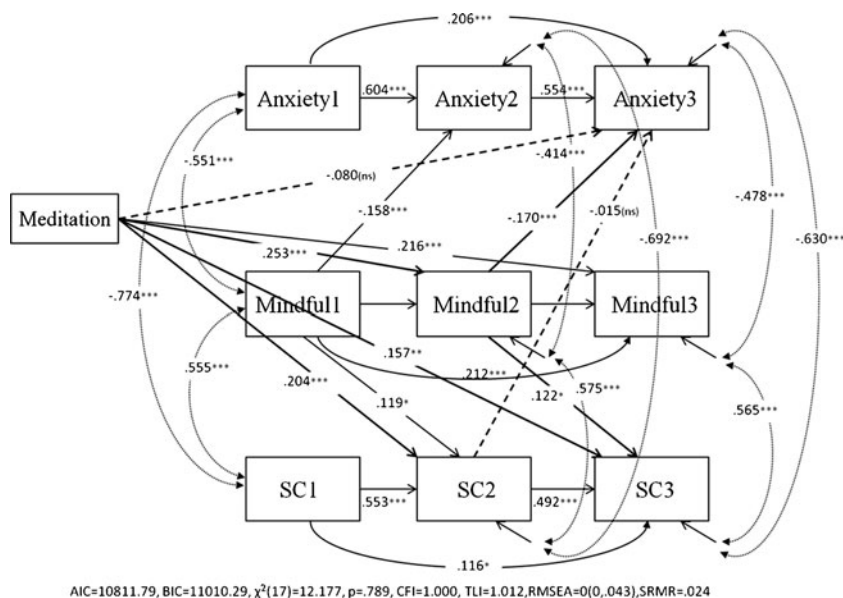 .206***
Anxiety1
.604***
Anxiety2
.554***
Anxiety3
-.551***
-.080(ns)
-.414***
-.478***
Meditation
-.158***
-.170***
-.015(ns)
-.692***
-.630***
.253***
.216***
-.774***
Mindful1
Mindful2
Mindful3
.555***
.157**
.204***
.212***
.119*
.122*
.575***
.565***
SC1
.553***
SC2
.492***
SC3
.116*
AIC=10811.79, BIC=11010.29, χ²(17)=12.177, p=.789, CFI=1.000, TLI=1.012,RMSEA=0(0,.043),SRMR=.024